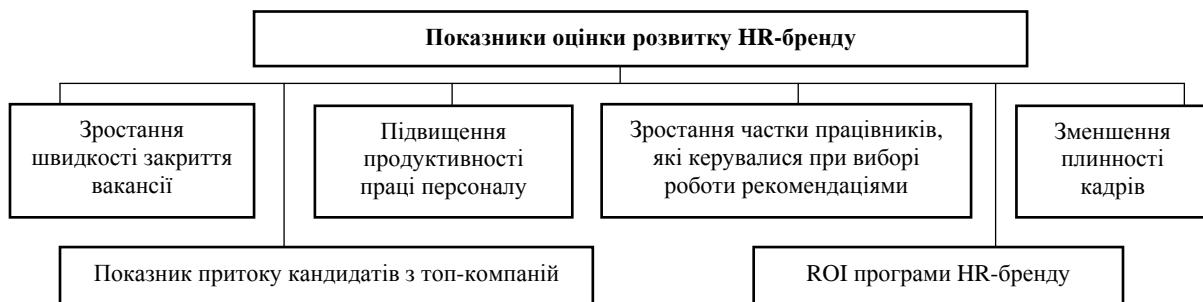 Показники оцінки розвитку HR-бренду
Зростання
швидкості закриття
вакансії
Підвищення
продуктивності
праці персоналу
Зростання частки працівників,
які керувалися при виборі
роботи рекомендаціями
Зменшення
плинності
кадрів
Показник притоку кандидатів з топ-компаній
ROI програми HR-бренду